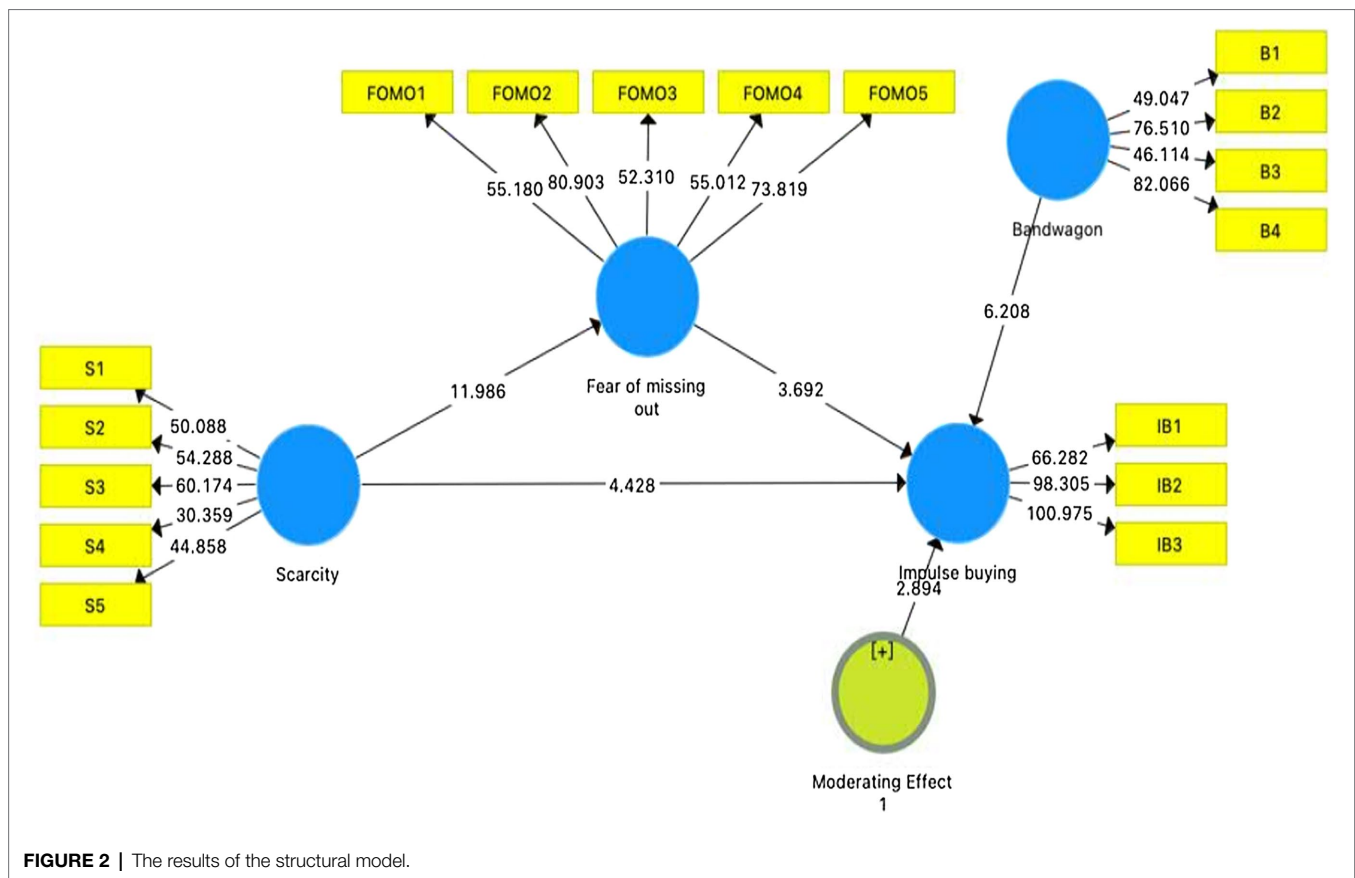 B1
FOMO1 FOMO2 FOMO3 FOMO4 FOMO5
49.047
B2
76.510
46.114
B3
82.066
55.180 80.903 52.310 55.012 73.819
B4
Bandwagon
6.208
S1
Fear of missing
out
11.986
3.692
50.088
S2
IB1
54.288
66.282
S3
60.174
4.428
98.305
IB2
30.359
100.975
S4
44.858
IB3
Scarcity
Impulse buying
2.894
S5
[+]
Moderating Effect
1
FIGURE 2 | The results of the structural model.